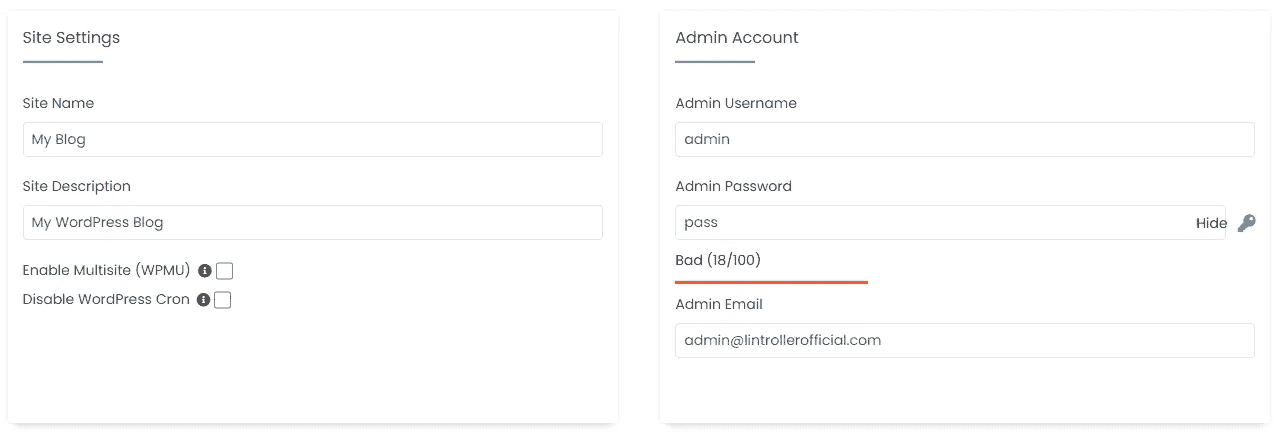 Site Settings
Site Name
My Blog
Site Description
My WordPress Blog
Enable Multisite (WPMU)
Disable WordPress Cron
Admin Account
Admin Username
admin
Admin Password
pass Hide
Bad (18/100)
Admin Email
admin@lintrollerofficial.com